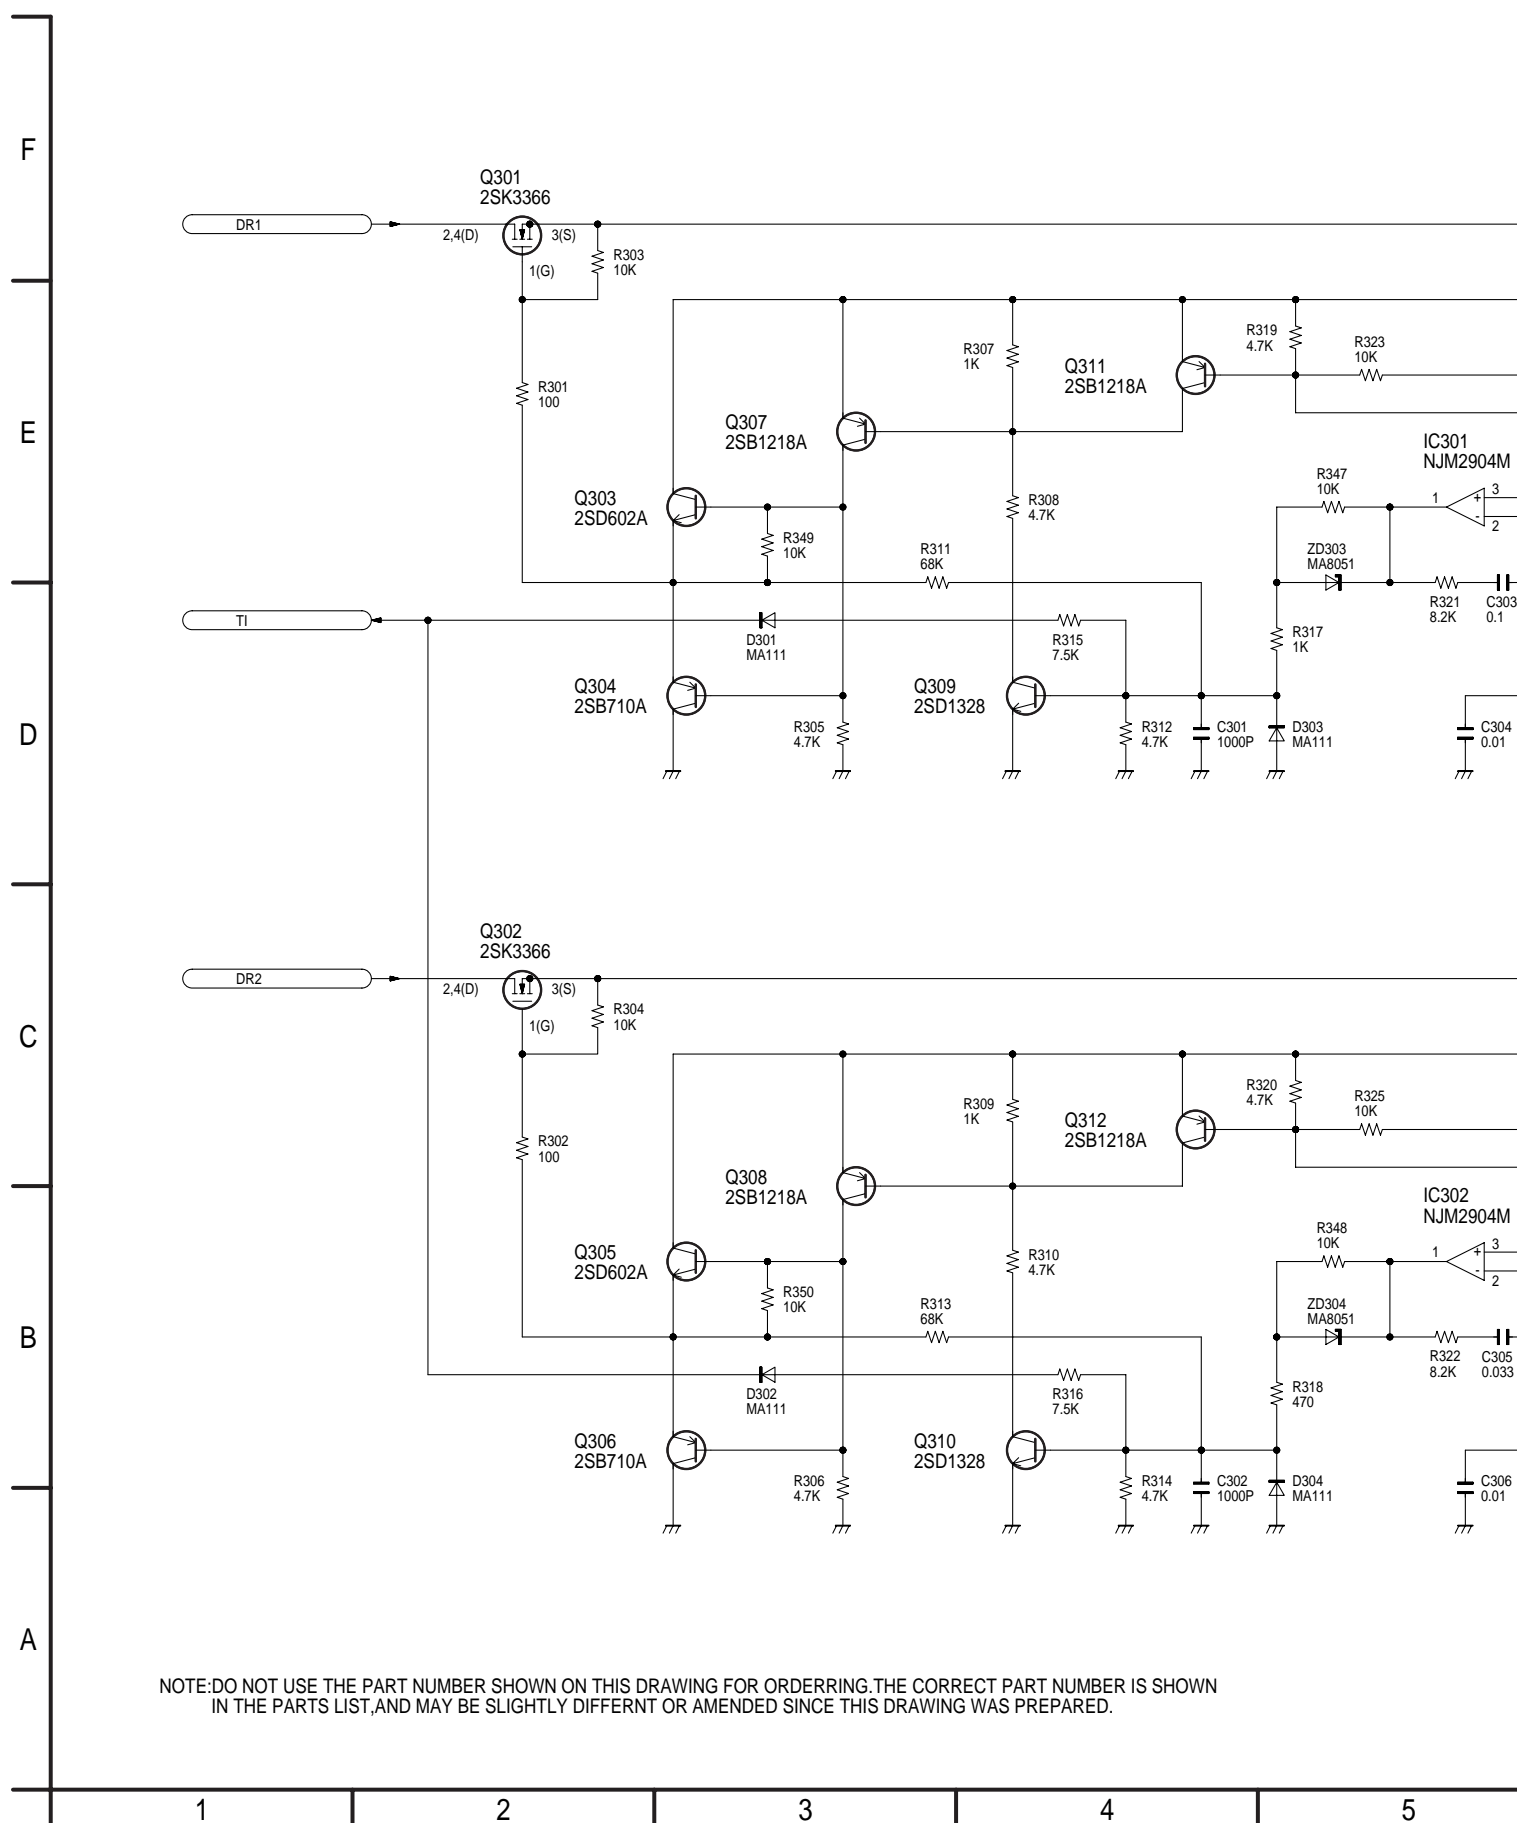 F
Q301
2SK3366
DR1
2,4(D)
3(S)
1(G)
R303
10K
R301
100
R307
1K
Q311
2SB1218A
R319
4.7K
R323
10K
E
Q307
2SB1218A
IC301
NJM2904M
Q303
2SD602A
R308
4.7K
R347
10K
1
3
+
-
2
R349
10K
R311
68K
ZD303
MA8051
R321
8.2K
C303
0.1
TI
D301
MA111
R315
7.5K
R317
1K
Q304
2SB710A
Q309
2SD1328
D
R305
4.7K
R312
4.7K
C301
1000P
D303
MA111
C304
0.01
Q302
2SK3366
DR2
2,4(D)
3(S)
1(G)
R304
10K
C
R302
100
R309
1K
Q312
2SB1218A
R320
4.7K
R325
10K
Q308
2SB1218A
IC302
NJM2904M
Q305
2SD602A
R310
4.7K
R348
10K
1
3
+
-
2
R350
10K
R313
68K
ZD304
MA8051
B
R322
8.2K
C305
0.033
D302
MA111
R316
7.5K
R318
470
Q306
2SB710A
Q310
2SD1328
R306
4.7K
R314
4.7K
C302
1000P
D304
MA111
C306
0.01
A
NOTE:DO NOT USE THE PART NUMBER SHOWN ON THIS DRAWING FOR ORDERRING.THE CORRECT PART NUMBER IS SHOWN
IN THE PARTS LIST,AND MAY BE SLIGHTLY DIFFERNT OR AMENDED SINCE THIS DRAWING WAS PREPARED.
1 2 3 4 5